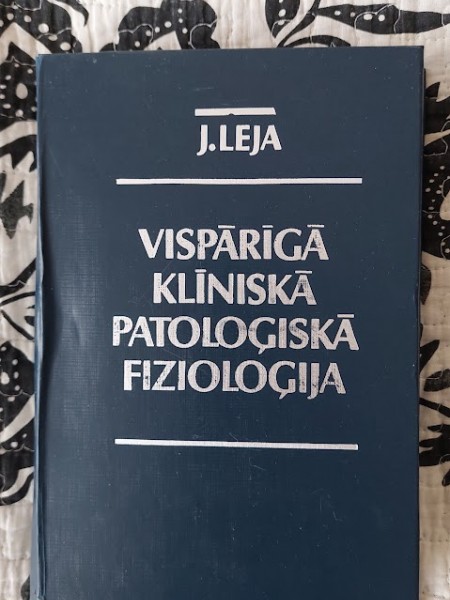 J.LEJA
VISPĀRĪGĀ
KLĪNISKĀ
PATOLOĢISKĀ
FIZIOLOĢIJA